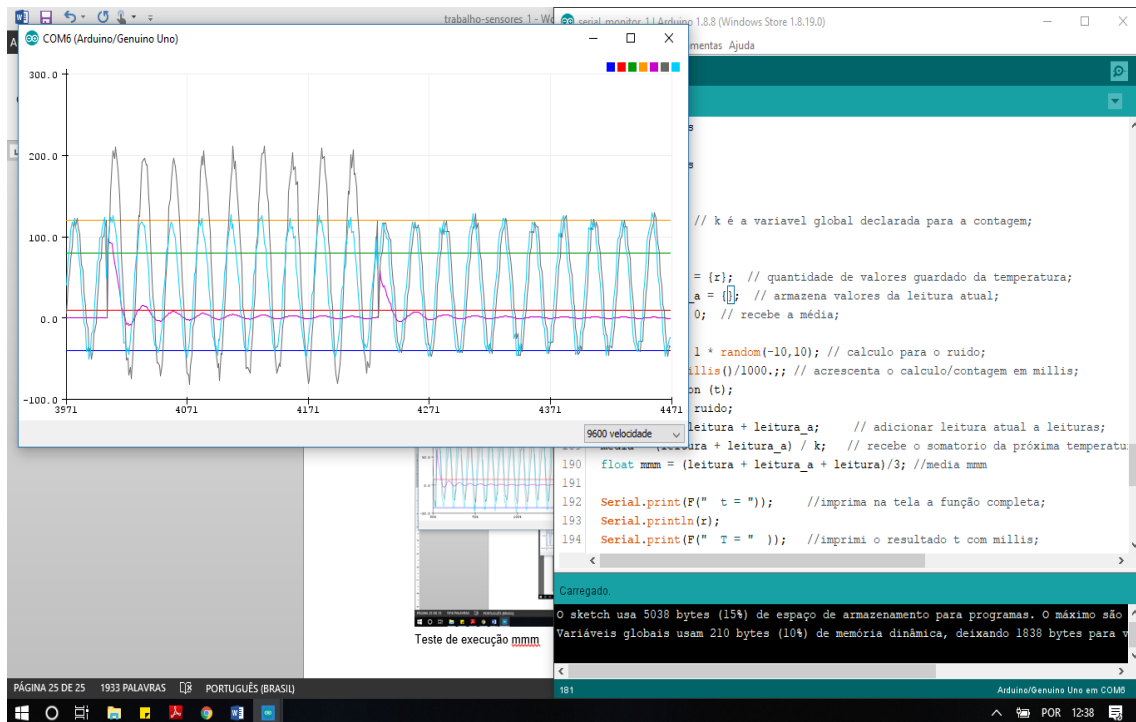 trabalho-sensores 1 - Wo
serial_monitor_1 | Arduino 1.8.8 (Windows Store 1.8.19.0)
mentas Ajuda
COM6 (Arduino/Genuino Uno)
300.0
200.0
100.0
0.0
-100.0
3971 4071 4171 4271 4371 4471
9600 velocidade
// k é a variavel global declarada para a contagem;
= {r};  // quantidade de valores guardado da temperatura;
_a = {};  // armazena valores da leitura atual;
0;  // recebe a média;
l * random(-10,10); // calculo para o ruido;
illis()/1000.;; // acrescenta o calculo/contagem em millis;
on (t);
ruido;
leitura + leitura_a;     // adicionar leitura atual a leituras;
ura + leitura_a) / k;   // recebe o somatorio da próxima temperatu
190 float mmm = (leitura + leitura_a + leitura)/3; //media mmm
191
192 Serial.print(F("  t = "));     //imprima na tela a função completa;
193 Serial.println(r);
194 Serial.print(F("  T = "  ));   //imprimi o resultado t com millis;
Carregado.
O sketch usa 5038 bytes (15%) de espaço de armazenamento para programas. O máximo são
Variáveis globais usam 210 bytes (10%) de memória dinâmica, deixando 1838 bytes para v
181
Arduino/Genuino Uno em COM6
Teste de execução mmm
PÁGINA 25 DE 25 1933 PALAVRAS PORTUGUÊS (BRASIL)
POR 12:38